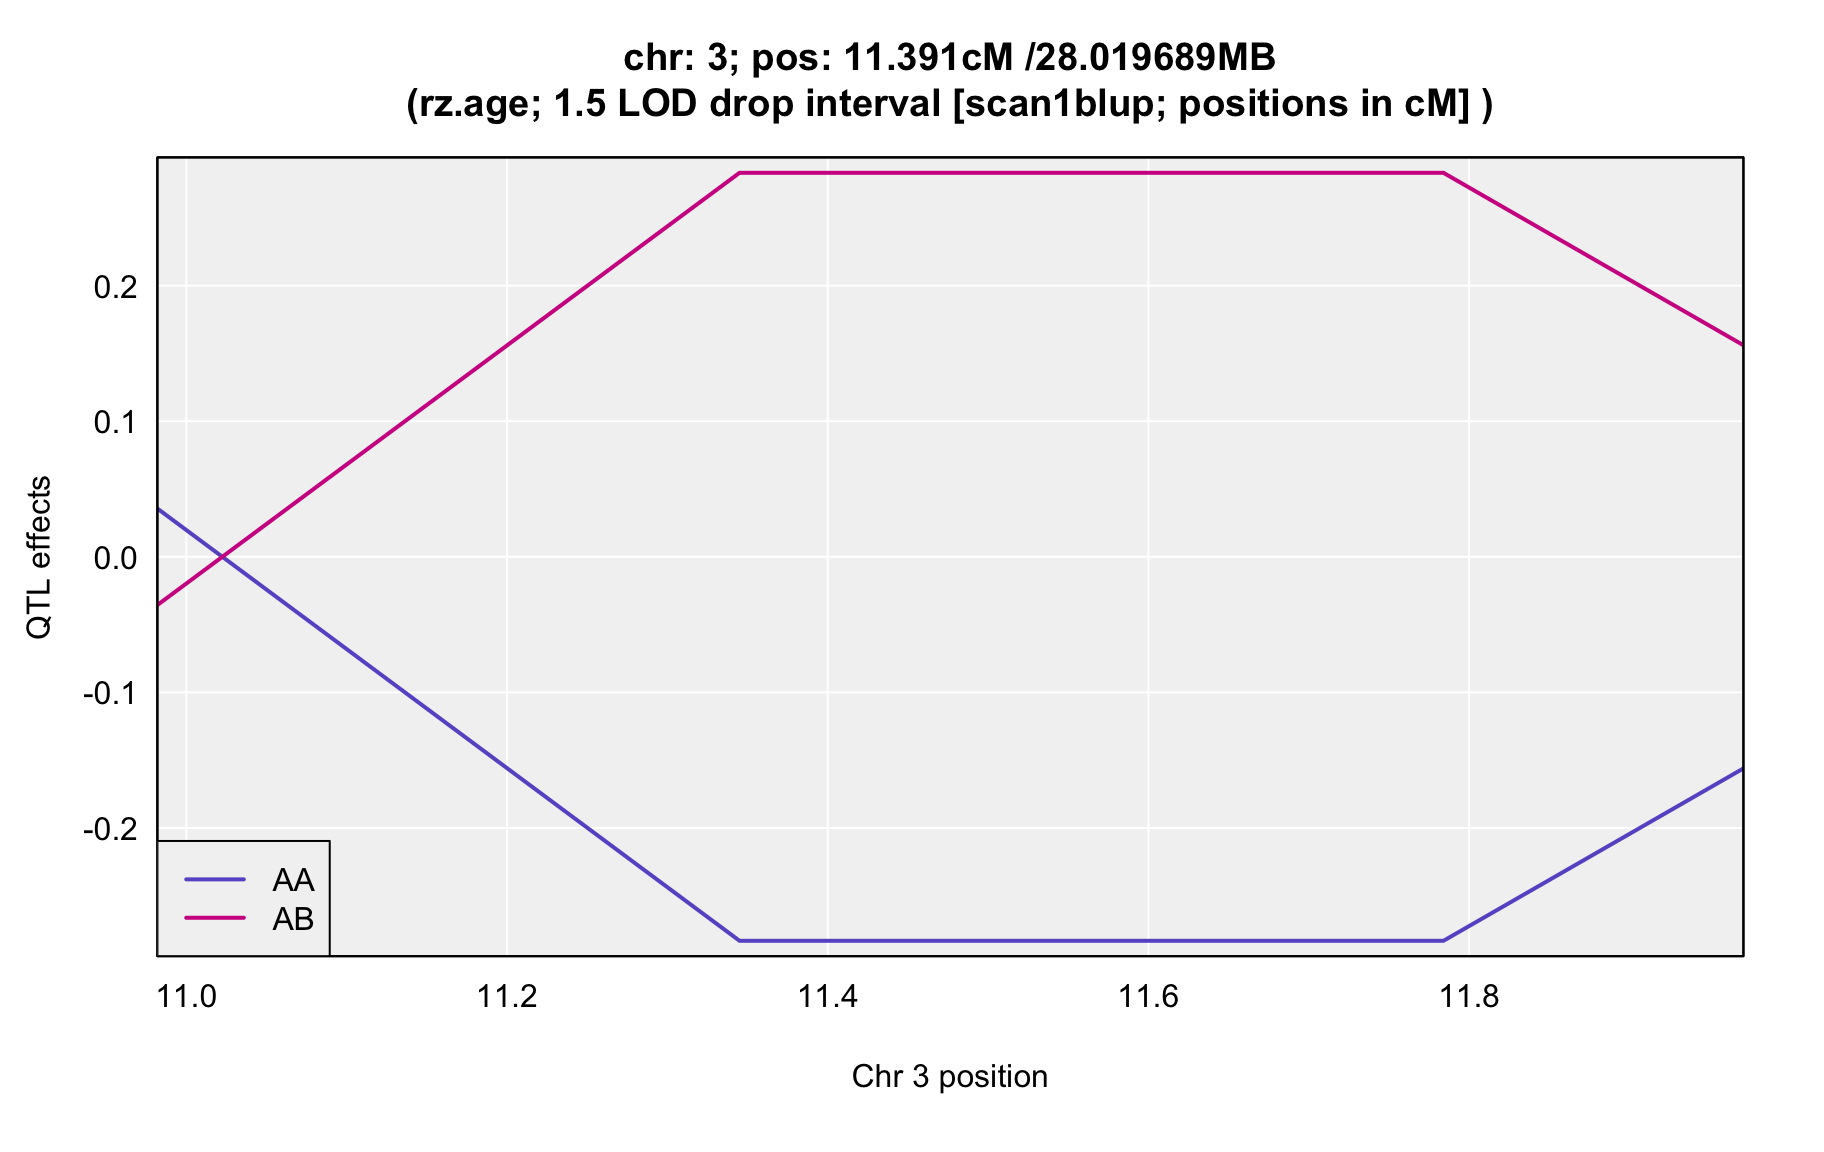 chr: 3; pos: 11.391cM /28.019689MB
(rz.age; 1.5 LOD drop interval [scan1blup; positions in cM] )
QTL effects
0.2
0.1
0.0
-0.1
-0.2
AA
AB
11.0 11.2 11.4 11.6 11.8
Chr 3 position